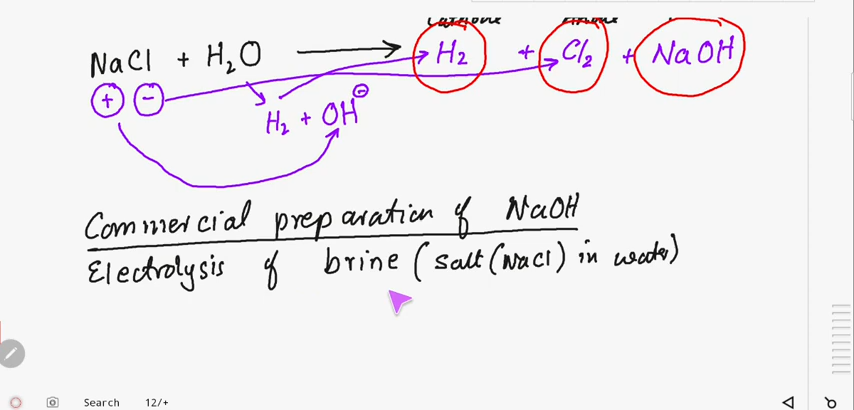 NaCl + H₂O → H₂ + Cl₂ + NaOH
+ −
H₂ + OH⊖
Commercial preparation of NaOH
Electrolysis of brine (salt (NaCl) in water)
Search 12/+